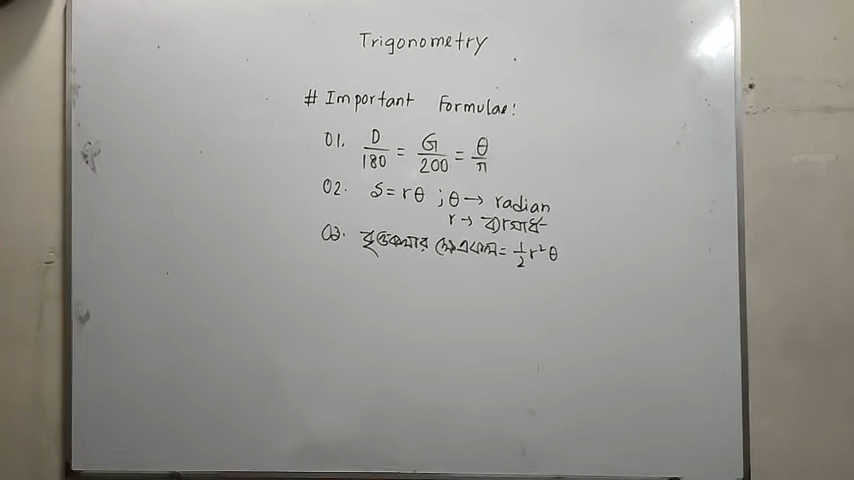 Trigonometry
# Important Formulae:
01. D/180 = G/200 = θ/π
02. S = rθ ; θ → radian
r → ব্যাসার্ধ
03. বৃত্তকলার ক্ষেত্রফল = 1/2 r²θ